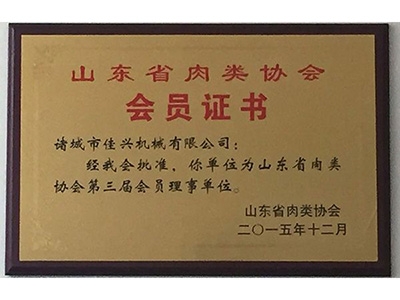 山东省肉类协会
会员证书
诸城市佳兴机械有限公司：
经我会批准，你单位为山东省肉类
协会第三届会员理事单位。
山东省肉类协会
二〇一五年十二月